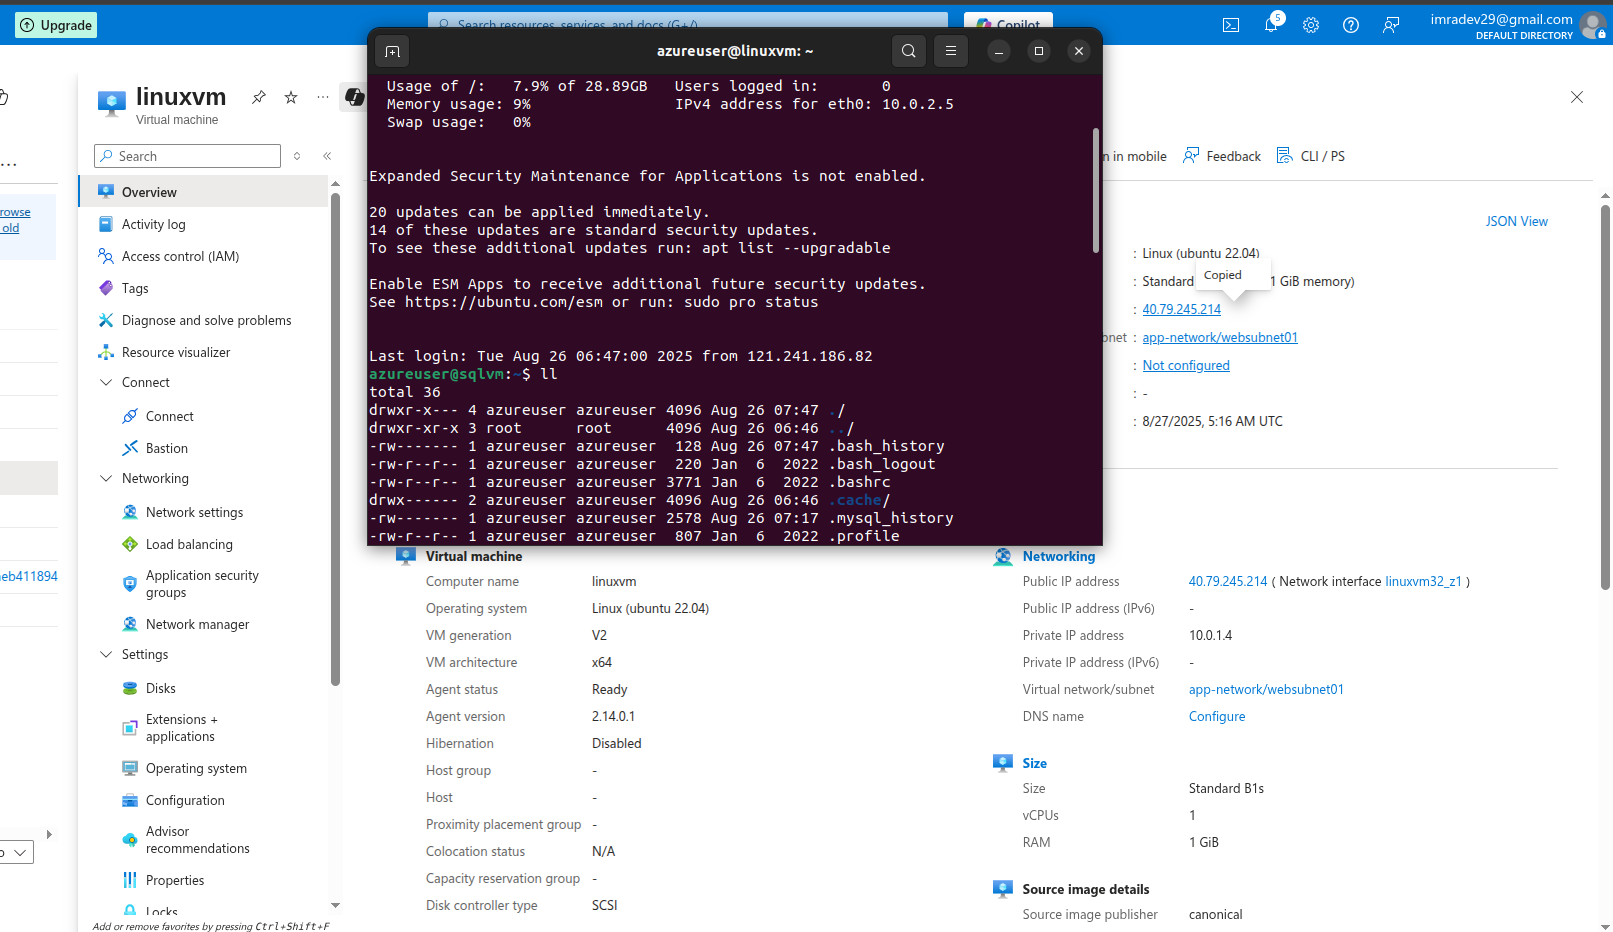 Upgrade
Search resources, services, and docs (G+/)
Copilot
5
imradev29@gmail.com
DEFAULT DIRECTORY
linuxvm
Virtual machine
Search
Overview
Activity log
Access control (IAM)
Tags
Diagnose and solve problems
Resource visualizer
Connect
Connect
Bastion
Networking
Network settings
Load balancing
Application security
groups
Network manager
Settings
Disks
Extensions +
applications
Operating system
Configuration
Advisor
recommendations
Properties
Locks
Add or remove favorites by pressing Ctrl+Shift+F
rowse
old
eb411894
azureuser@linuxvm: ~
Usage of /: 7.9% of 28.89GB Users logged in: 0
Memory usage: 9% IPv4 address for eth0: 10.0.2.5
Swap usage: 0%
Expanded Security Maintenance for Applications is not enabled.
20 updates can be applied immediately.
14 of these updates are standard security updates.
To see these additional updates run: apt list --upgradable
Enable ESM Apps to receive additional future security updates.
See https://ubuntu.com/esm or run: sudo pro status
Last login: Tue Aug 26 06:47:00 2025 from 121.241.186.82
azureuser@sqlvm:~$ ll
total 36
drwxr-x--- 4 azureuser azureuser 4096 Aug 26 07:47 ./
drwxr-xr-x 3 root root 4096 Aug 26 06:46 ../
-rw------- 1 azureuser azureuser 128 Aug 26 07:47 .bash_history
-rw-r--r-- 1 azureuser azureuser 220 Jan 6 2022 .bash_logout
-rw-r--r-- 1 azureuser azureuser 3771 Jan 6 2022 .bashrc
drwx------ 2 azureuser azureuser 4096 Aug 26 06:46 .cache/
-rw------- 1 azureuser azureuser 2578 Aug 26 07:17 .mysql_history
-rw-r--r-- 1 azureuser azureuser 807 Jan 6 2022 .profile
n in mobile
Feedback
CLI / PS
JSON View
: Linux (ubuntu 22.04)
Copied
: Standard 1 GiB memory)
: 40.79.245.214
bnet : app-network/websubnet01
: Not configured
: -
: 8/27/2025, 5:16 AM UTC
Virtual machine
Computer name linuxvm
Operating system Linux (ubuntu 22.04)
VM generation V2
VM architecture x64
Agent status Ready
Agent version 2.14.0.1
Hibernation Disabled
Host group -
Host -
Proximity placement group -
Colocation status N/A
Capacity reservation group -
Disk controller type SCSI
Networking
Public IP address 40.79.245.214 ( Network interface linuxvm32_z1 )
Public IP address (IPv6) -
Private IP address 10.0.1.4
Private IP address (IPv6) -
Virtual network/subnet app-network/websubnet01
DNS name Configure
Size
Size Standard B1s
vCPUs 1
RAM 1 GiB
Source image details
Source image publisher canonical